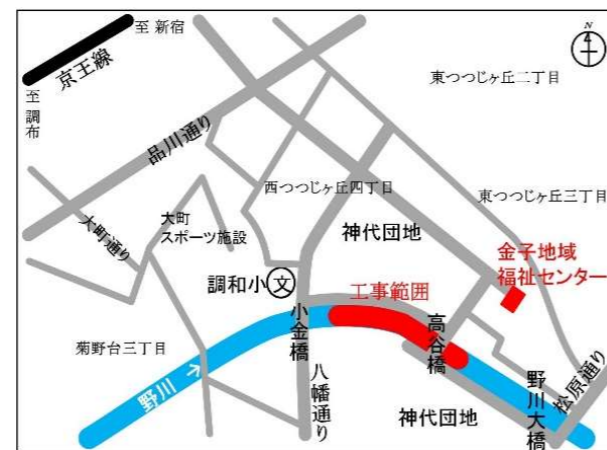 至 新宿
京王線
至 調布
品川通り
N
東つつじヶ丘二丁目
西つつじヶ丘四丁目
東つつじヶ丘三丁目
大町通り
大町
スポーツ施設
神代団地
金子地域
福祉センター
調和小
文
工事範囲
小金橋
高谷橋
菊野台三丁目
野川
八幡通り
神代団地
野川大橋
松原通り